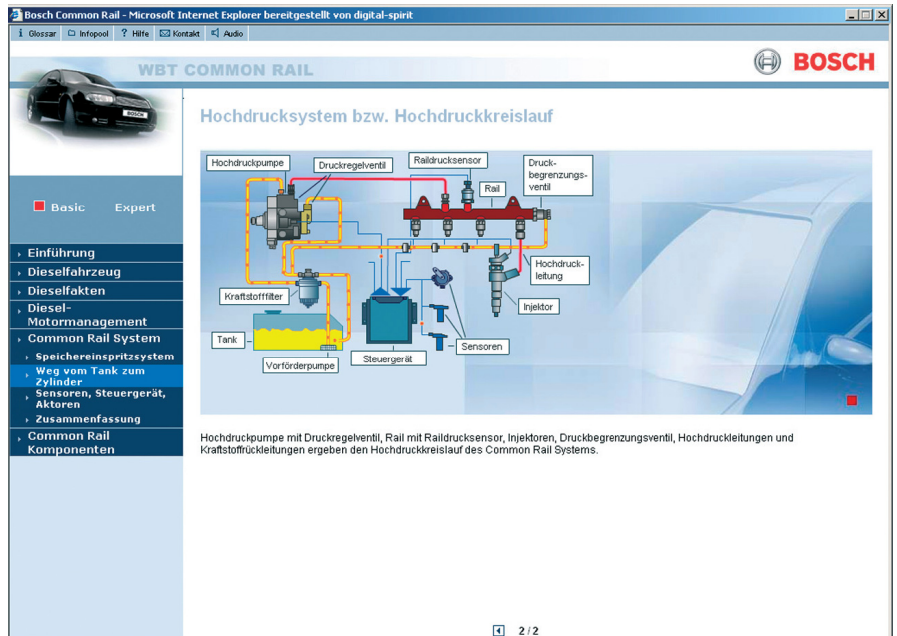 Bosch Common Rail - Microsoft Internet Explorer bereitgestellt von digital-spirit
i Glossar Infopool ? Hilfe Kontakt Audio
WBT COMMON RAIL
BOSCH
BOSCH
Hochdrucksystem bzw. Hochdruckkreislauf
Basic Expert
Einführung
Dieselfahrzeug
Dieselfakten
Diesel-
Motormanagement
Common Rail System
Speichereinspritzsystem
Weg vom Tank zum
Zylinder
Sensoren, Steuergerät,
Aktoren
Zusammenfassung
Common Rail
Komponenten
Hochdruckpumpe
Druckregelventil
Raildrucksensor
Rail
Druck-
begrenzungs-
ventil
Hochdruck-
leitung
Kraftstofffilter
Injektor
Tank
Vorförderpumpe
Steuergerät
Sensoren
Hochdruckpumpe mit Druckregelventil, Rail mit Raildrucksensor, Injektoren, Druckbegrenzungsventil, Hochdruckleitungen und
Kraftstoffrückleitungen ergeben den Hochdruckkreislauf des Common Rail Systems.
2/2